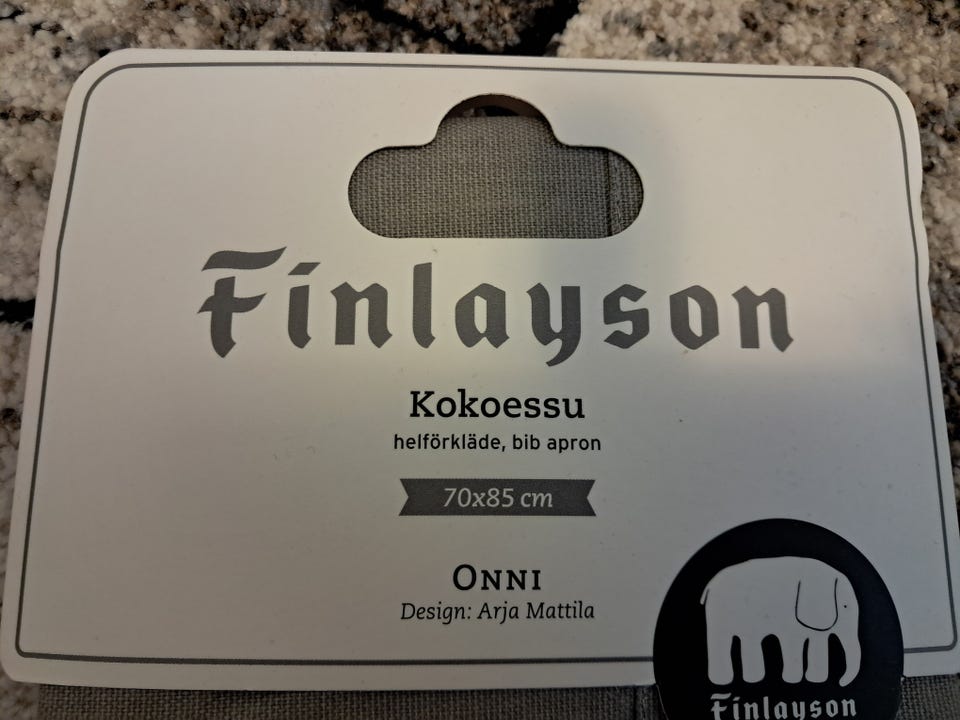 Finlayson
Kokoessu
helförkläde, bib apron
70x85 cm
ONNI
Design: Arja Mattila
Finlayson